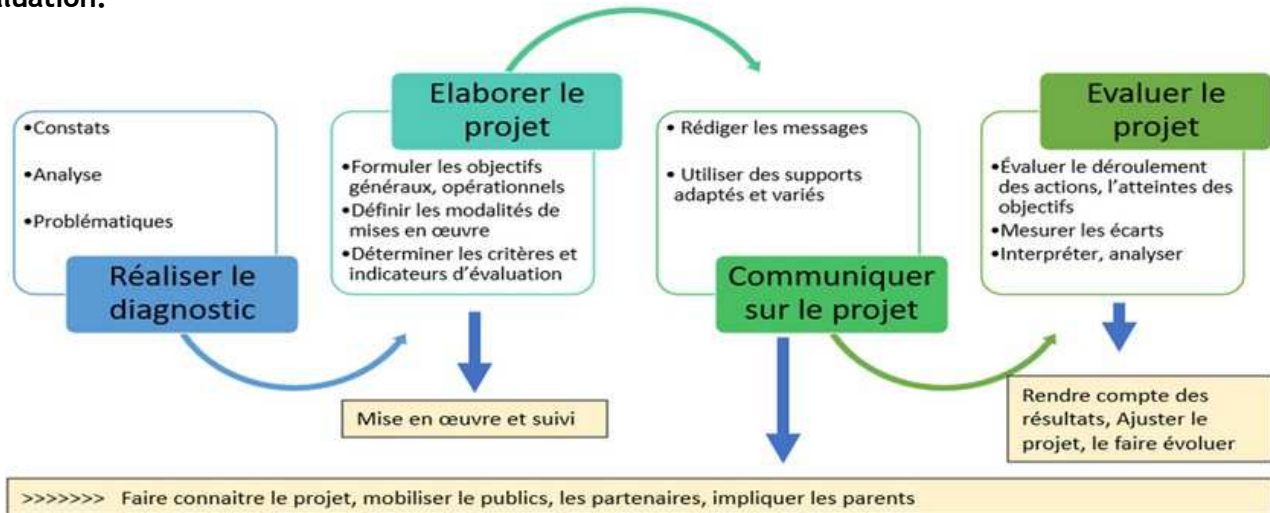 aluation.
•Constats
•Analyse
•Problématiques
Réaliser le
diagnostic
Elaborer le
projet
•Formuler les objectifs
généraux, opérationnels
•Définir les modalités de
mises en œuvre
•Déterminer les critères et
indicateurs d'évaluation
Mise en œuvre et suivi
• Rédiger les messages
• Utiliser des supports
adaptés et variés
Communiquer
sur le projet
Evaluer le
projet
•Évaluer le déroulement
des actions, l'atteintes des
objectifs
•Mesurer les écarts
•Interpréter, analyser
Rendre compte des
résultats, Ajuster le
projet, le faire évoluer
>>>>>>> Faire connaitre le projet, mobiliser le publics, les partenaires, impliquer les parents